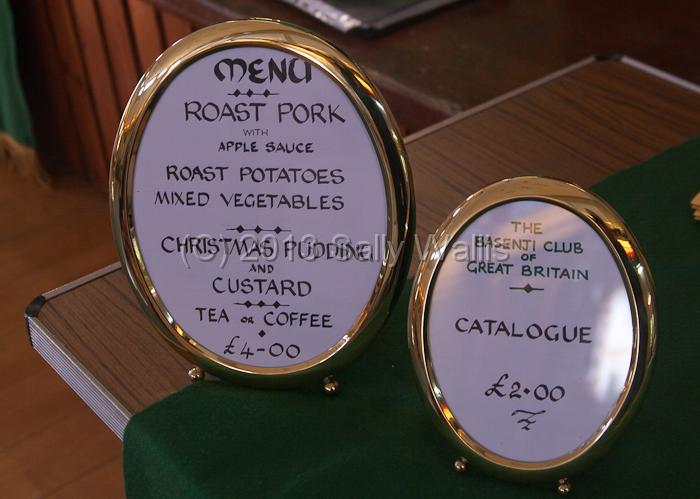 MENU
ROAST PORK
WITH
APPLE SAUCE
ROAST POTATOES
MIXED VEGETABLES
CHRISTMAS PUDDING
AND
CUSTARD
TEA OR COFFEE
£4-00
THE
BASENJI CLUB
OF
GREAT BRITAIN
CATALOGUE
£2·00
(C) 2010 Sally Wallis